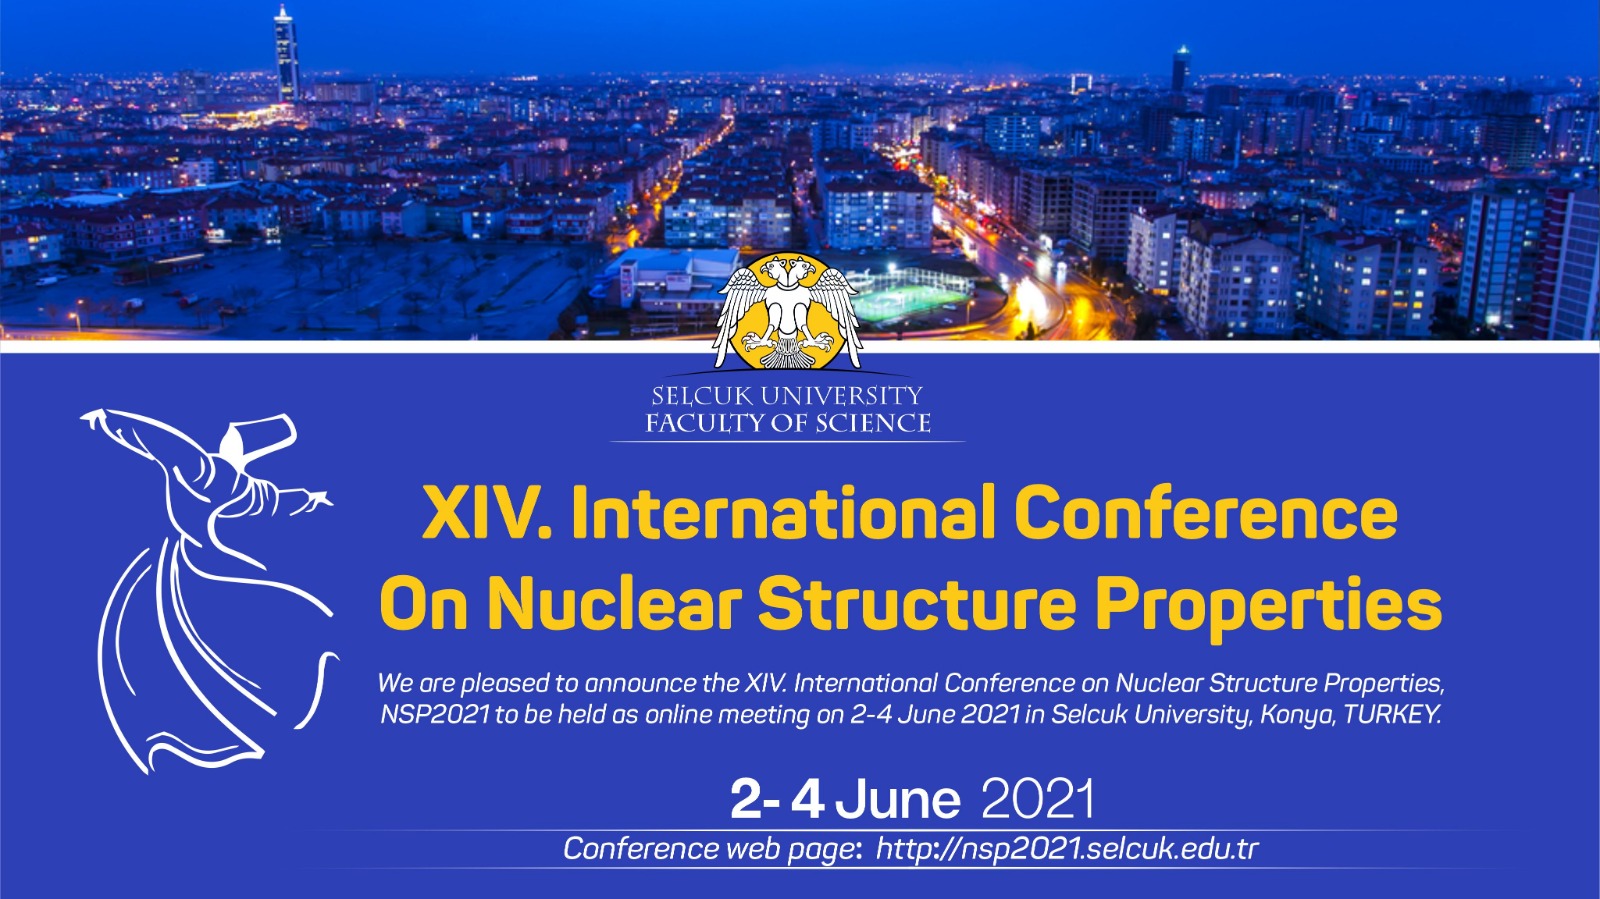 SELCUK UNIVERSITY
FACULTY OF SCIENCE
XIV. International Conference
On Nuclear Structure Properties
We are pleased to announce the XIV. International Conference on Nuclear Structure Properties,
NSP2021 to be held as online meeting on 2-4 June 2021 in Selcuk University, Konya, TURKEY.
2- 4 June 2021
Conference web page: http://nsp2021.selcuk.edu.tr